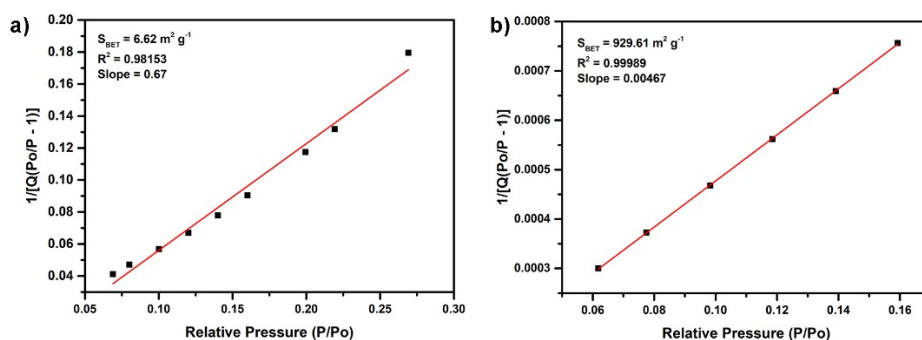 a)
S_BET = 6.62 m² g⁻¹
R² = 0.98153
Slope = 0.67
0.20
0.18
0.16
0.14
0.12
0.10
0.08
0.06
0.04
1/[Q(Po/P - 1)]
0.05 0.10 0.15 0.20 0.25 0.30
Relative Pressure (P/Po)
b)
S_BET = 929.61 m² g⁻¹
R² = 0.99989
Slope = 0.00467
0.0008
0.0007
0.0006
0.0005
0.0004
0.0003
1/[Q(Po/P - 1)]
0.06 0.08 0.10 0.12 0.14 0.16
Relative Pressure (P/Po)